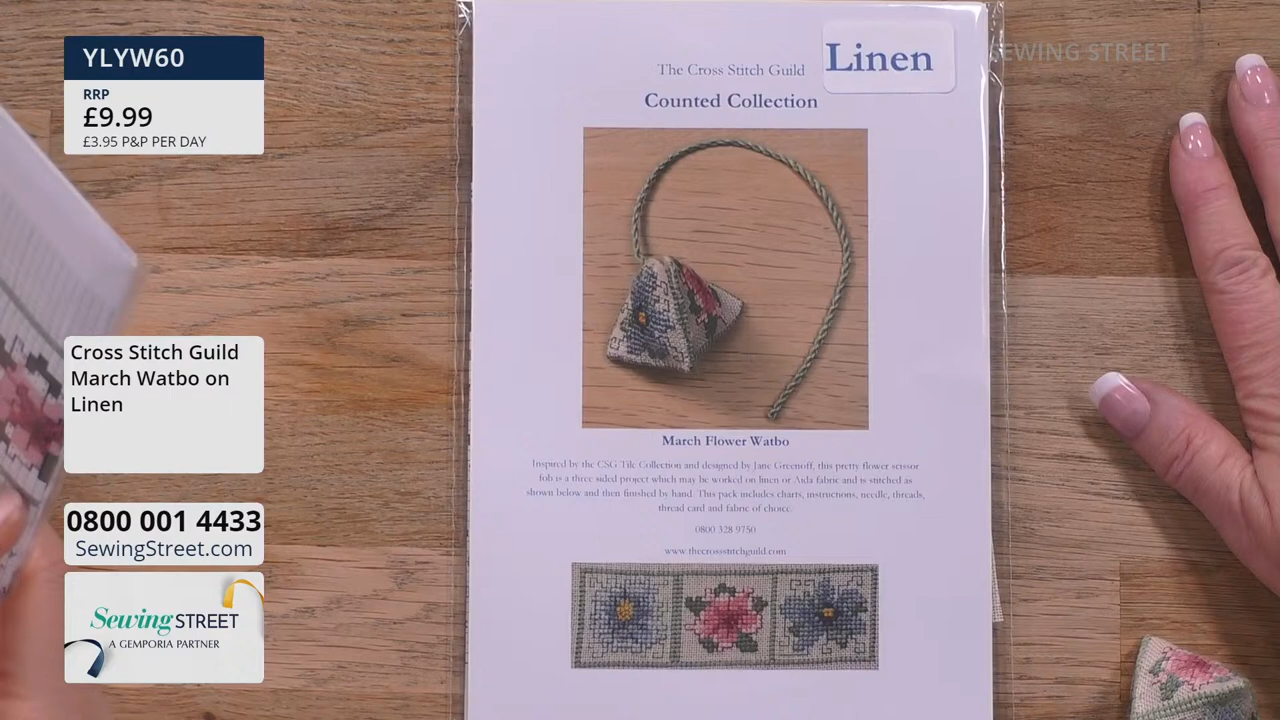 YLYW60
RRP
£9.99
£3.95 P&P PER DAY
Cross Stitch Guild
March Watbo on
Linen
0800 001 4433
SewingStreet.com
Sewing STREET
A GEMPORIA PARTNER
SEWING STREET
Linen
The Cross Stitch Guild
Counted Collection
March Flower Watbo
Inspired by the CSG Tile Collection and designed by Jane Greenoff, this pretty flower scissor
fob is a three sided project which may be worked on linen or Aida fabric and is stitched as
shown below and then finished by hand. This pack includes charts, instructions, needle, threads,
thread card and fabric of choice.
0800 328 9750
www.thecrossstitchguild.com